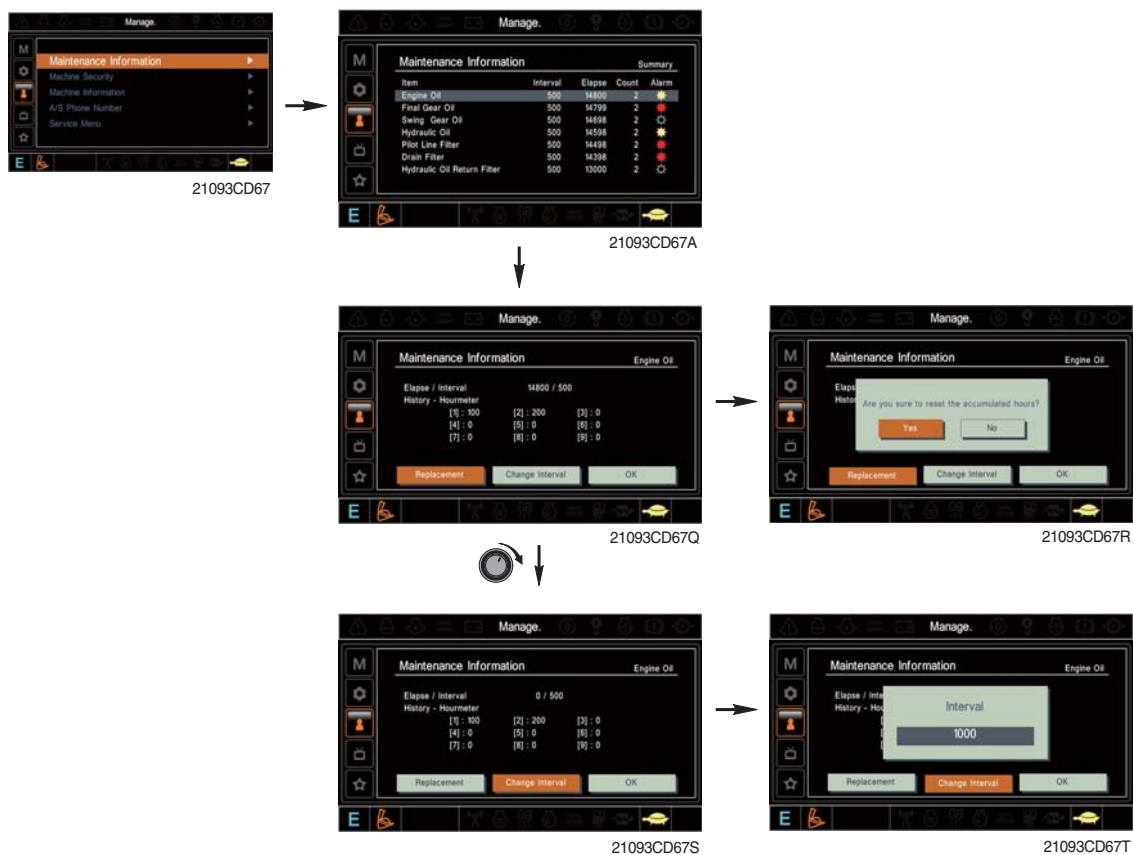 Manage.
M
Maintenance Information
Machine Security
Machine Information
A/S Phone Number
Service Menu
E
21093CD67
Manage.
M
Maintenance Information Summary
Item Interval Elapse Count Alarm
Engine Oil 500 14800 2
Final Gear Oil 500 14799 2
Swing Gear Oil 500 14698 2
Hydraulic Oil 500 14598 2
Pilot Line Filter 500 14498 2
Drain Filter 500 14398 2
Hydraulic Oil Return Filter 500 13000 2
E
21093CD67A
Manage.
M
Maintenance Information Engine Oil
Elapse / Interval 14800 / 500
History - Hourmeter
[1] : 100 [2] : 200 [3] : 0
[4] : 0 [5] : 0 [6] : 0
[7] : 0 [8] : 0 [9] : 0
Replacement Change Interval OK
E
21093CD67Q
Manage.
M
Maintenance Information Engine Oil
Elaps
Histo
Are you sure to reset the accumulated hours?
Yes No
Replacement Change Interval OK
E
21093CD67R
Manage.
M
Maintenance Information Engine Oil
Elapse / Interval 0 / 500
History - Hourmeter
[1] : 100 [2] : 200 [3] : 0
[4] : 0 [5] : 0 [6] : 0
[7] : 0 [8] : 0 [9] : 0
Replacement Change Interval OK
E
21093CD67S
Manage.
M
Maintenance Information Engine Oil
Elapse / Inte
History - Hou
Interval
1000
Replacement Change Interval OK
E
21093CD67T